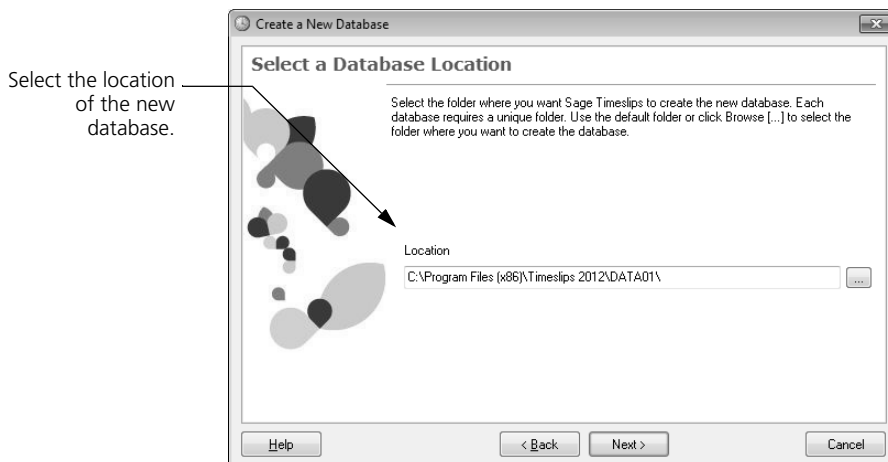 Create a New Database
Select a Database Location
Select the location
of the new
database.
Select the folder where you want Sage Timeslips to create the new database. Each
database requires a unique folder. Use the default folder or click Browse [...] to select the
folder where you want to create the database.
Location
C:\Program Files (x86)\Timeslips 2012\DATA01\
...
Help
< Back
Next >
Cancel